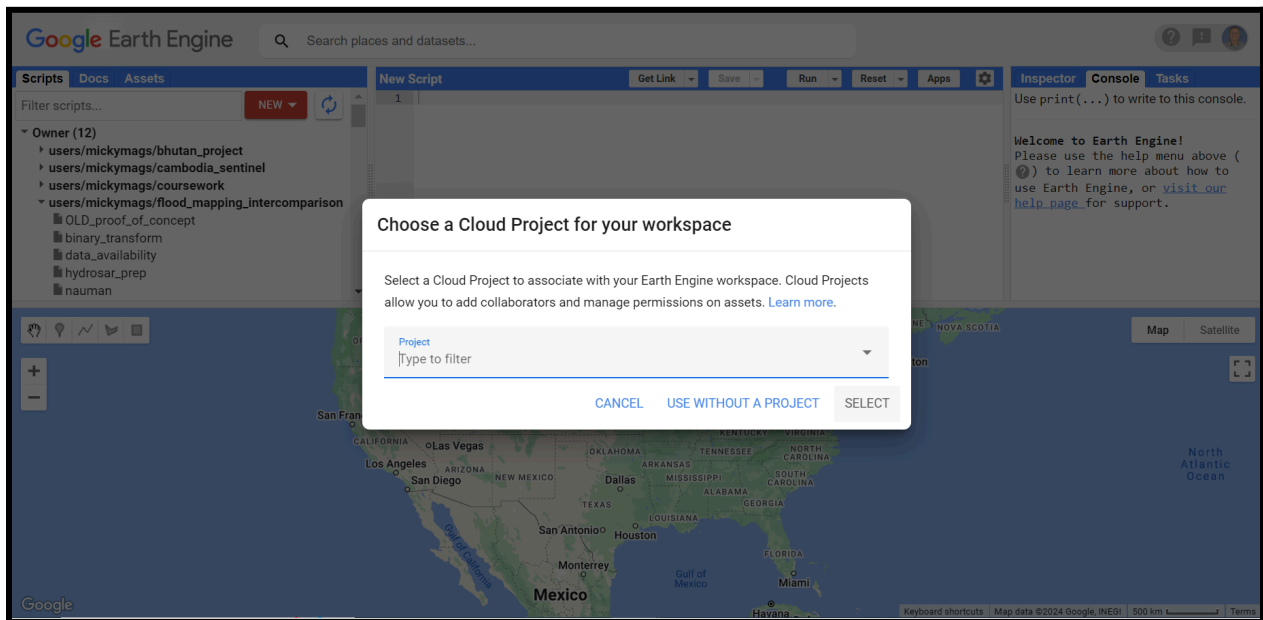 Google Earth Engine
Search places and datasets...
Scripts Docs Assets
Filter scripts...
NEW
Owner (12)
users/mickymags/bhutan_project
users/mickymags/cambodia_sentinel
users/mickymags/coursework
users/mickymags/flood_mapping_intercomparison
OLD_proof_of_concept
binary_transform
data_availability
hydrosar_prep
nauman
New Script
Get Link Save Run Reset Apps
1
Inspector Console Tasks
Use print(...) to write to this console.
Welcome to Earth Engine!
Please use the help menu above (
?) to learn more about how to
use Earth Engine, or visit our
help page for support.
Choose a Cloud Project for your workspace
Select a Cloud Project to associate with your Earth Engine workspace. Cloud Projects
allow you to add collaborators and manage permissions on assets. Learn more.
Project
Type to filter
CANCEL USE WITHOUT A PROJECT SELECT
+
−
Map Satellite
NOVA SCOTIA
San Fran
CALIFORNIA
Las Vegas
Los Angeles
ARIZONA
San Diego
NEW MEXICO
OKLAHOMA
KENTUCKY
VIRGINIA
TENNESSEE
NORTH
CAROLINA
ARKANSAS
Dallas
MISSISSIPPI
SOUTH
CAROLINA
ALABAMA
TEXAS
GEORGIA
LOUISIANA
San Antonio
Houston
FLORIDA
Gulf of
California
Monterrey
Gulf of
Mexico
Miami
Mexico
Havana
North
Atlantic
Ocean
Google
Keyboard shortcuts Map data ©2024 Google, INEGI 500 km Terms